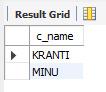 Result Grid
c_name
KRANTI
MINU